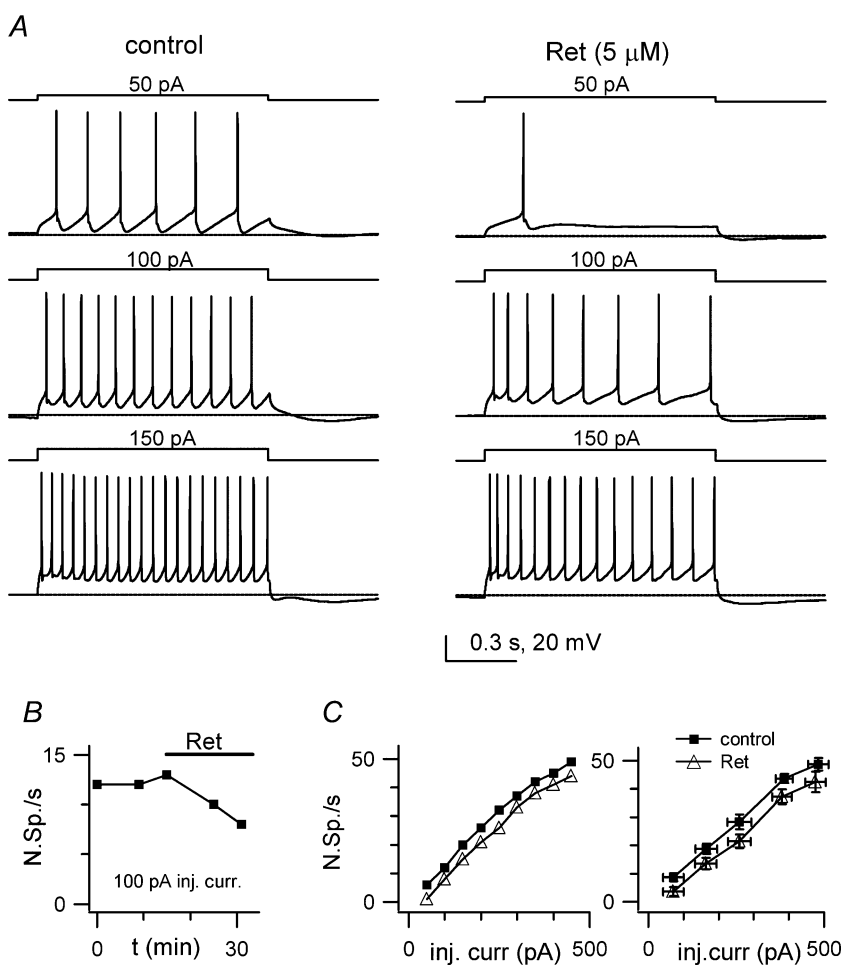 A
control
Ret (5 μM)
50 pA
50 pA
100 pA
100 pA
150 pA
150 pA
0.3 s, 20 mV
B
Ret
15
N.Sp./s
0
100 pA inj. curr.
0
t (min)
30
C
50
N.Sp./s
0
0
inj. curr (pA)
500
control
Ret
50
0
0
inj.curr (pA)
500